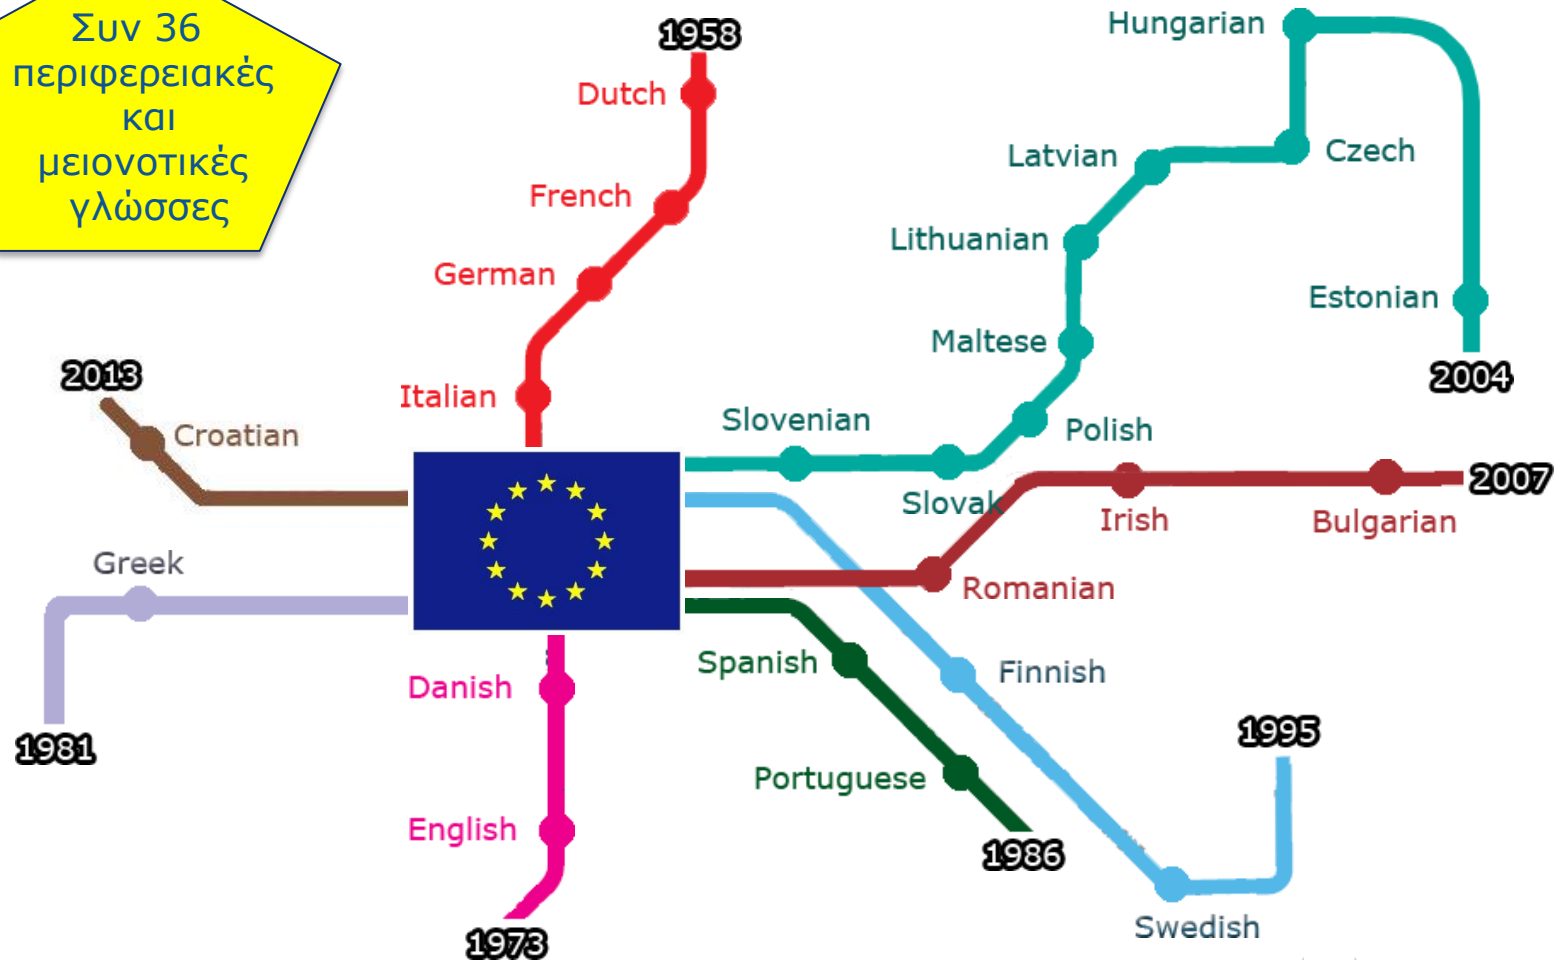 Συν 36
περιφερειακές
και
μειονοτικές
γλώσσες
1958
Dutch
French
German
Italian
Hungarian
Czech
Latvian
Lithuanian
Maltese
Estonian
2004
Polish
Slovenian
Slovak
2013
Croatian
Greek
1981
2007
Irish
Bulgarian
Romanian
Spanish
Portuguese
1986
Finnish
Swedish
1995
Danish
English
1973